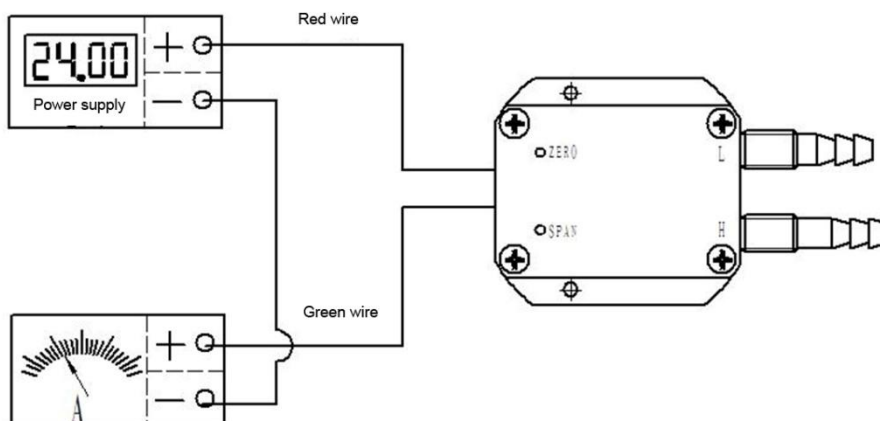 Red wire
24.00
+
Power supply
−
ZERO
L
SPAN
H
Green wire
+
−
A